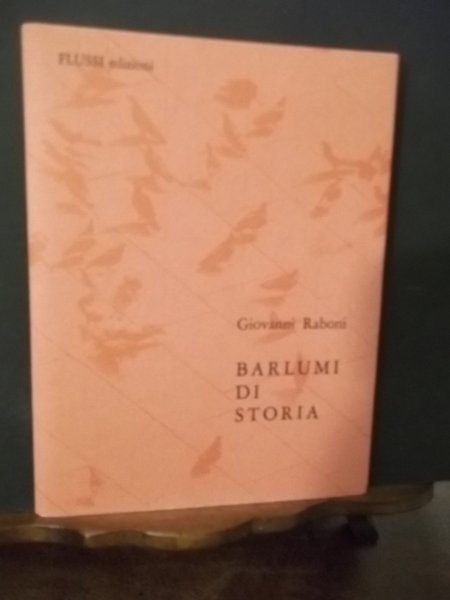 FLUSSI edizioni
Giovanni Raboni
BARLUMI
DI
STORIA